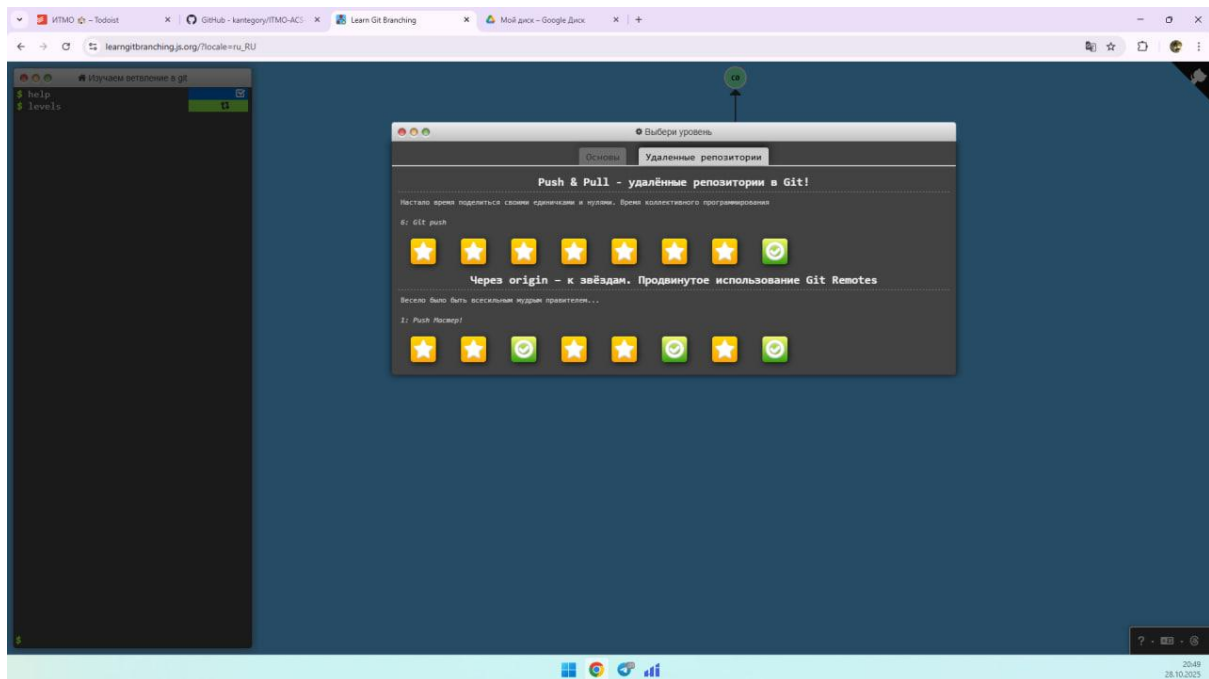 ИТМО – Todoist
GitHub - kantegory/ITMO-ACS
Learn Git Branching
Мой диск – Google Диск
learngitbranching.js.org/?locale=ru_RU
Изучаем ветвление в git
$ help
$ levels
$
Выбери уровень
Основы
Удаленные репозитории
Push & Pull - удалённые репозитории в Git!
Настало время поделиться своими единичками и нулями. Время коллективного программирования
6: Git push
Через origin – к звёздам. Продвинутое использование Git Remotes
Весело было быть всесильным мудрым правителем...
1: Push Мастер!
20:49
28.10.2025